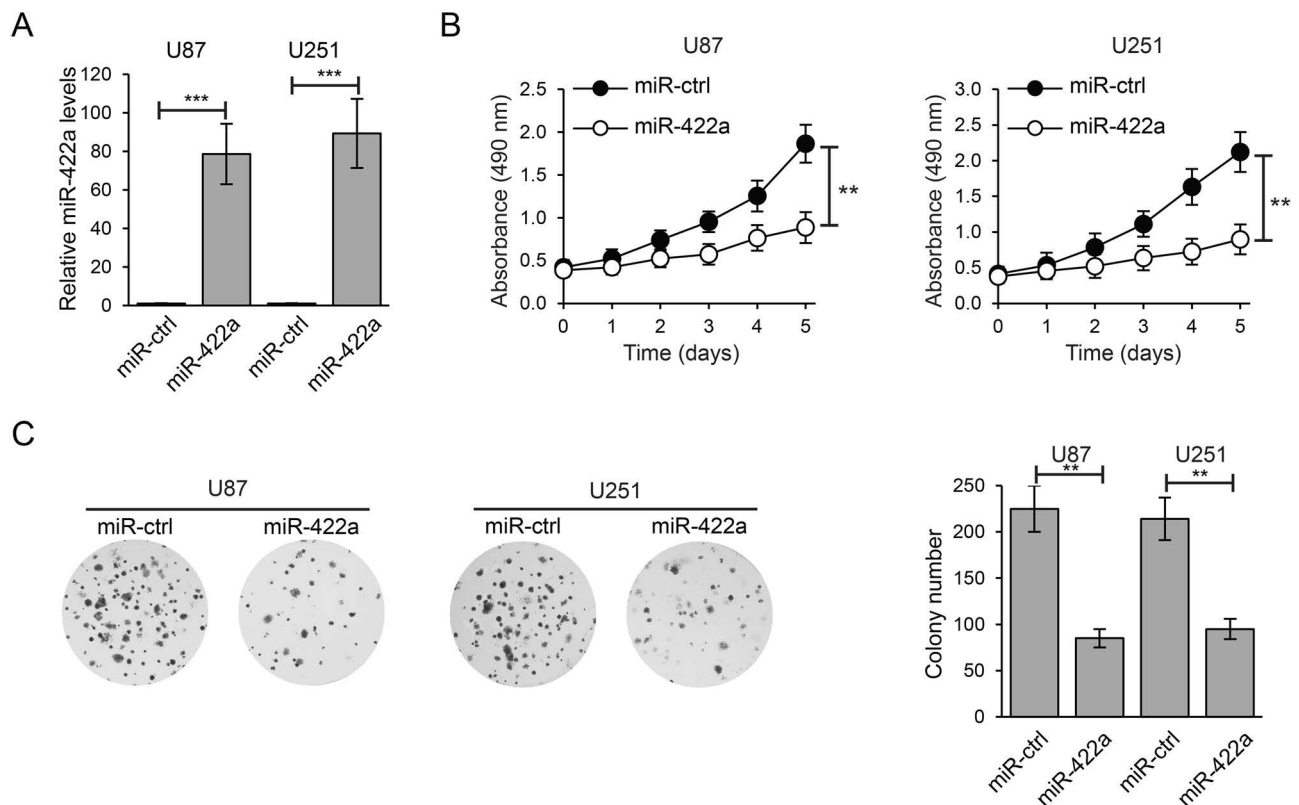 A
U87 U251
***
***
Relative miR-422a levels
120
100
80
60
40
20
0
miR-ctrl
miR-422a
miR-ctrl
miR-422a
B
U87
miR-ctrl
miR-422a
Absorbance (490 nm)
2.5
2.0
1.5
1.0
0.5
0.0
**
0 1 2 3 4 5
Time (days)
U251
miR-ctrl
miR-422a
Absorbance (490 nm)
3.0
2.5
2.0
1.5
1.0
0.5
0.0
**
0 1 2 3 4 5
Time (days)
C
U87
miR-ctrl miR-422a
U251
miR-ctrl miR-422a
U87 U251
** **
Colony number
250
200
150
100
50
0
miR-ctrl
miR-422a
miR-ctrl
miR-422a